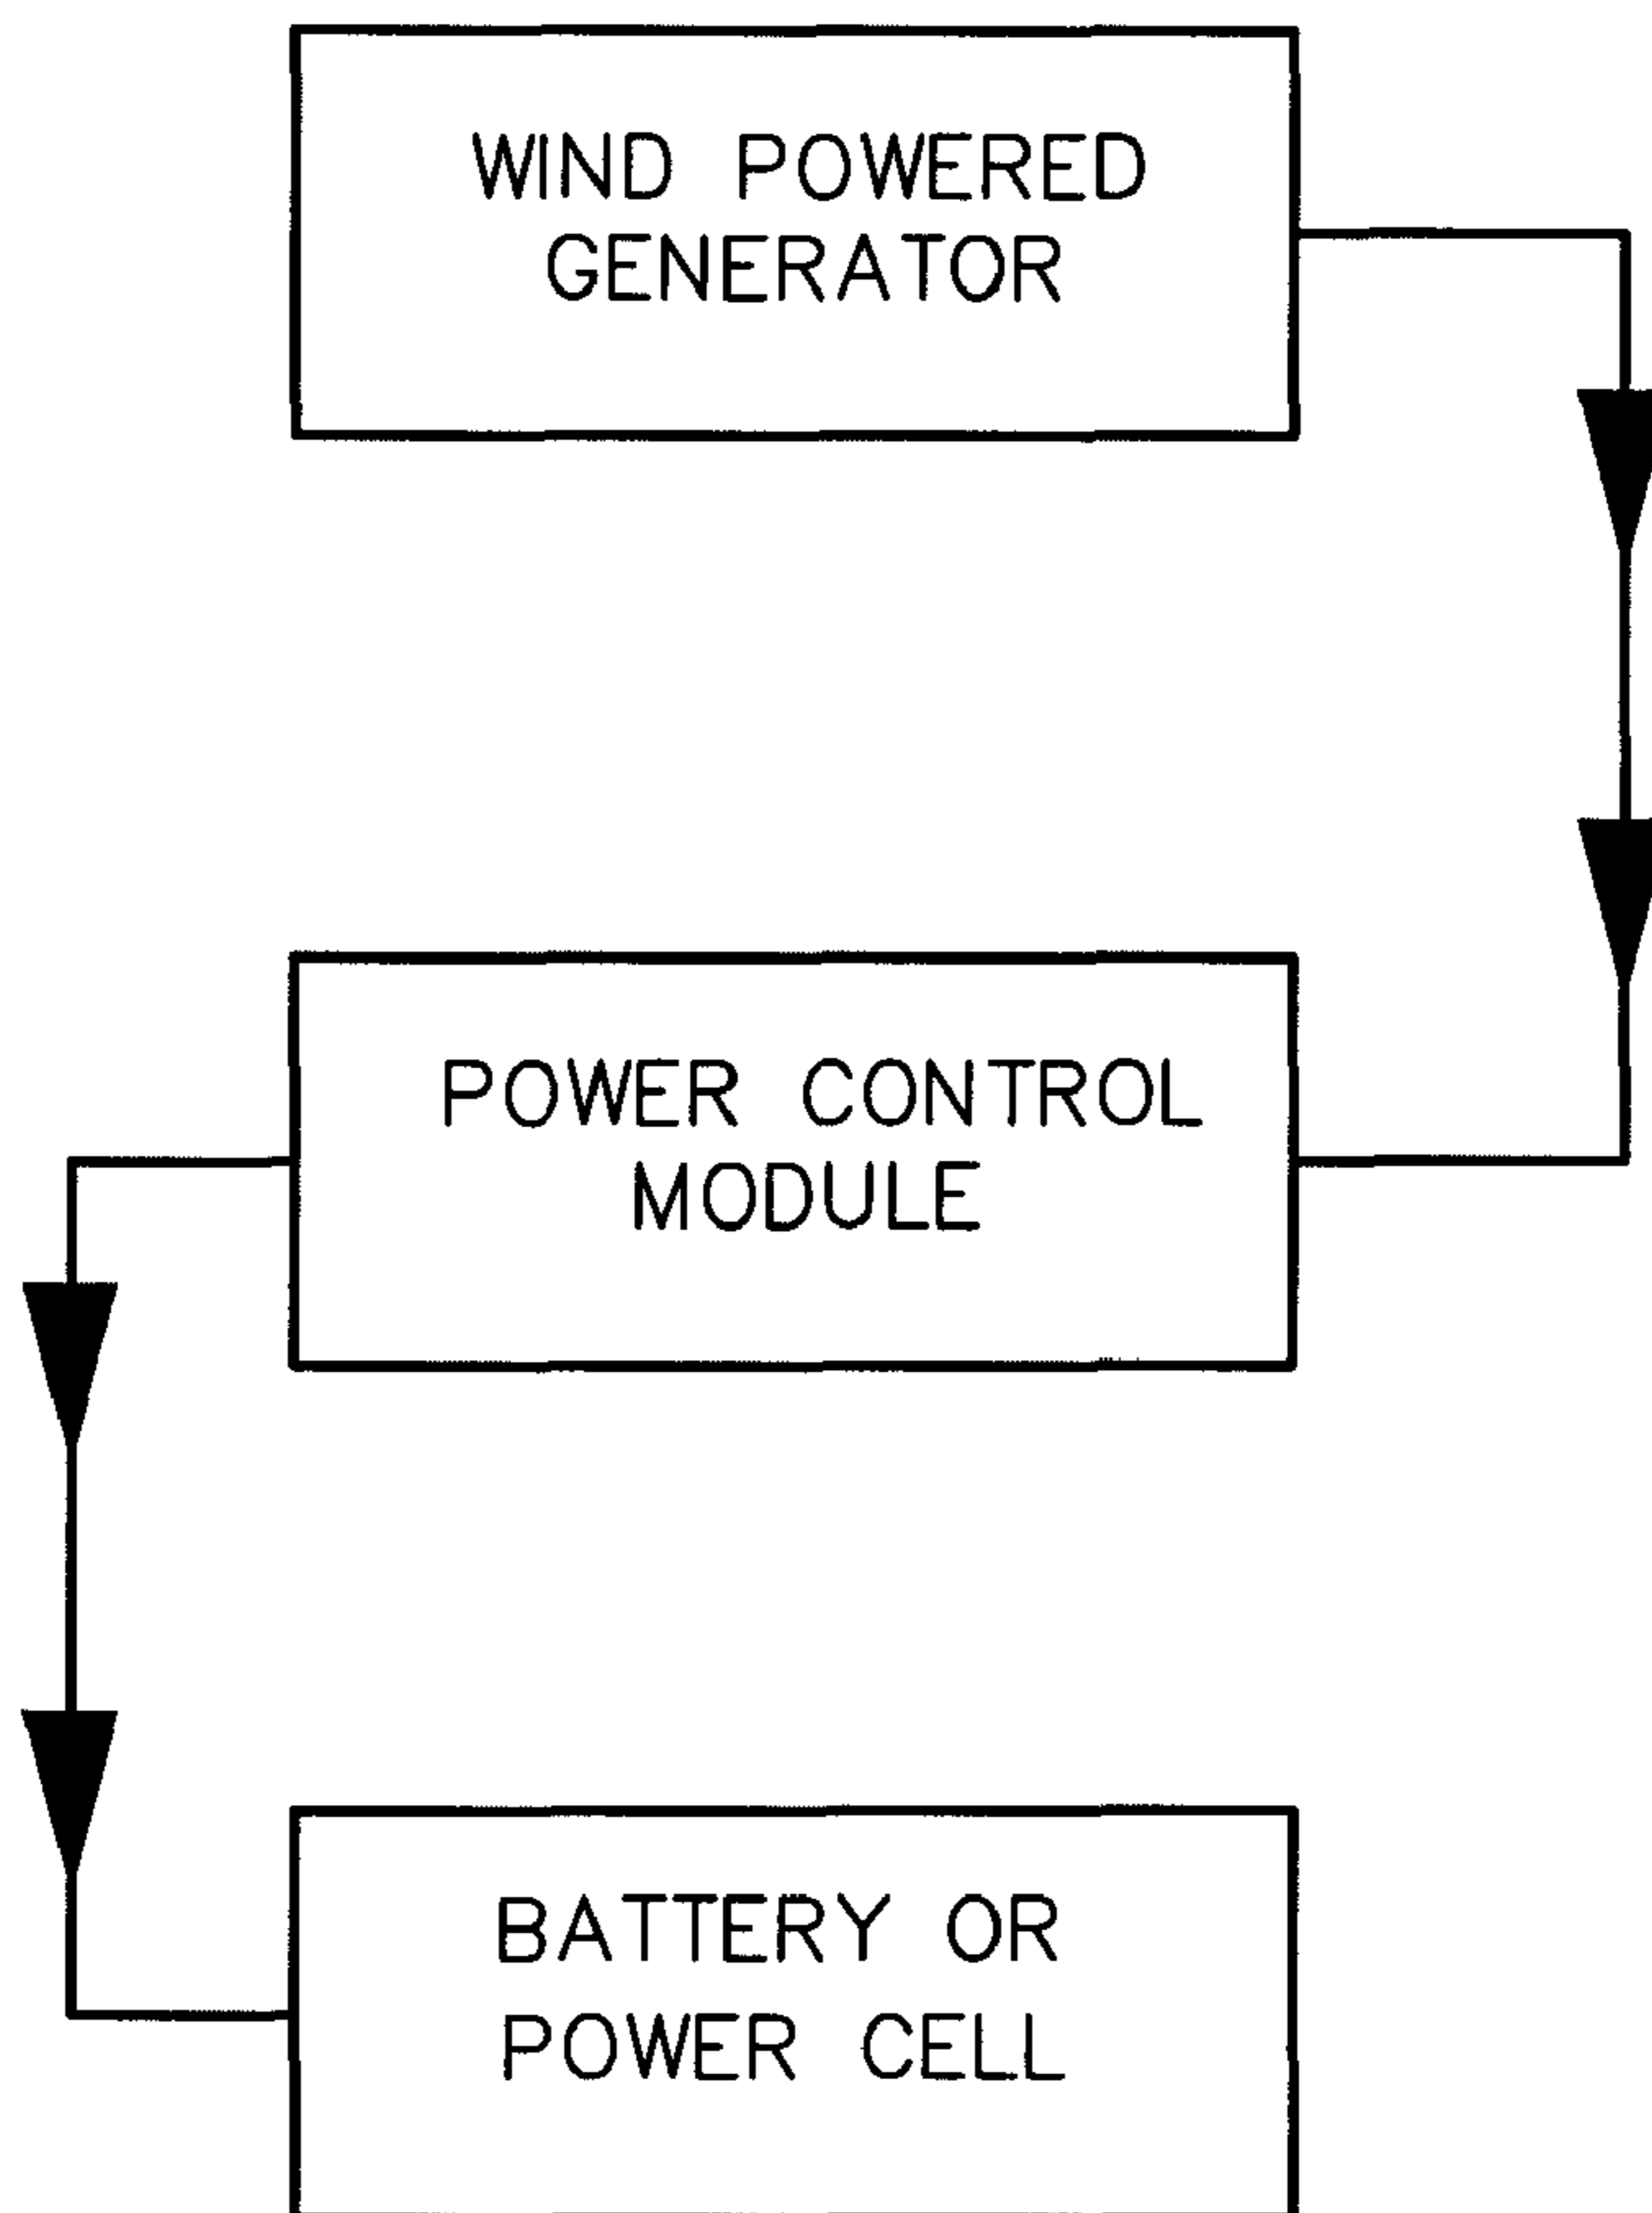 WIND POWERED
GENERATOR
POWER CONTROL
MODULE
BATTERY OR
POWER CELL